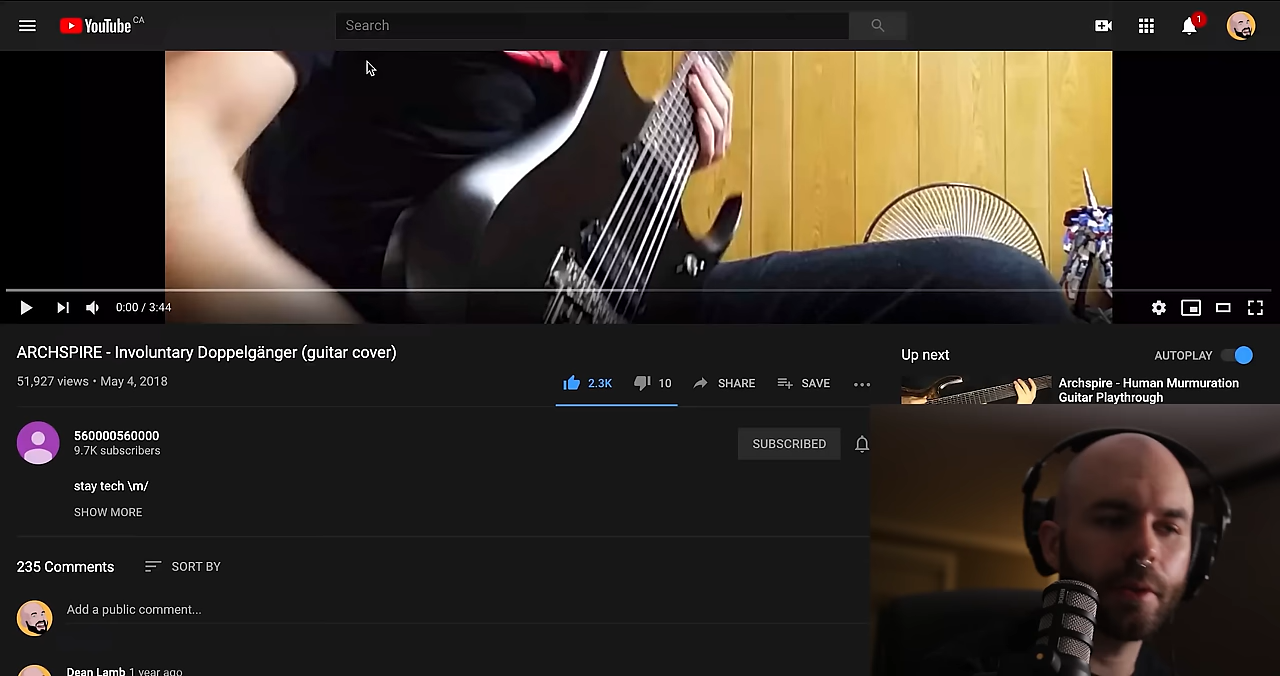 YouTube CA
Search
1
0:00 / 3:44
ARCHSPIRE - Involuntary Doppelgänger (guitar cover)
51,927 views • May 4, 2018
2.3K
10
SHARE
SAVE
Up next
AUTOPLAY
Archspire - Human Murmuration
Guitar Playthrough
560000560000
9.7K subscribers
SUBSCRIBED
stay tech \m/
SHOW MORE
235 Comments
SORT BY
Add a public comment...
Dean Lamb 1 year ago